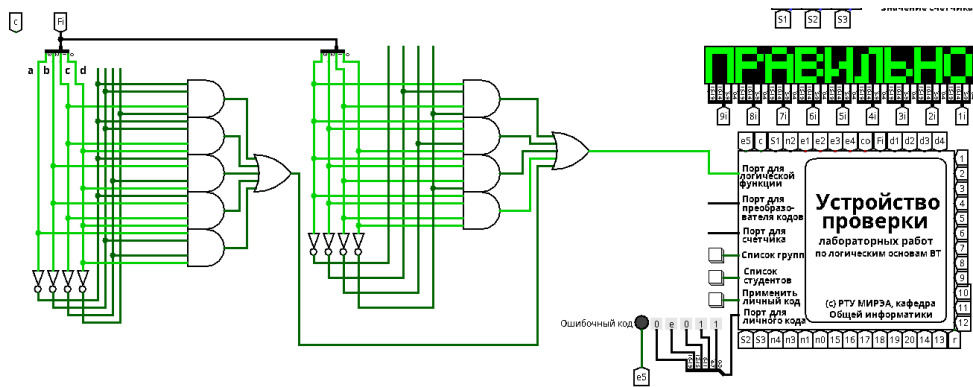 c Fi S1 S2 S3
ПРАВИЛЬНО
a b c d
9i 8i 7i 6i 5i 4i 3i 2i 1i
e5 c S1 n2 e1 e2 e3 e4 co Fi d1 d2 d3 d4
Порт для
логической
функции
Порт для
преобразо-
вателя кодов
Порт для
счетчика
Список групп
Список
студентов
Применить
личный код
Порт для
личного кода
Устройство
проверки
лабораторных работ
по логическим основам ВТ
(с) РТУ МИРЭА, кафедра
Общей информатики
1
2
3
4
5
6
7
8
9
10
11
12
Ошибочный код 0 e 0 1 1
e5
S2 S3 n4 n3 n1 n0 15 16 17 18 19 20 14 13 r